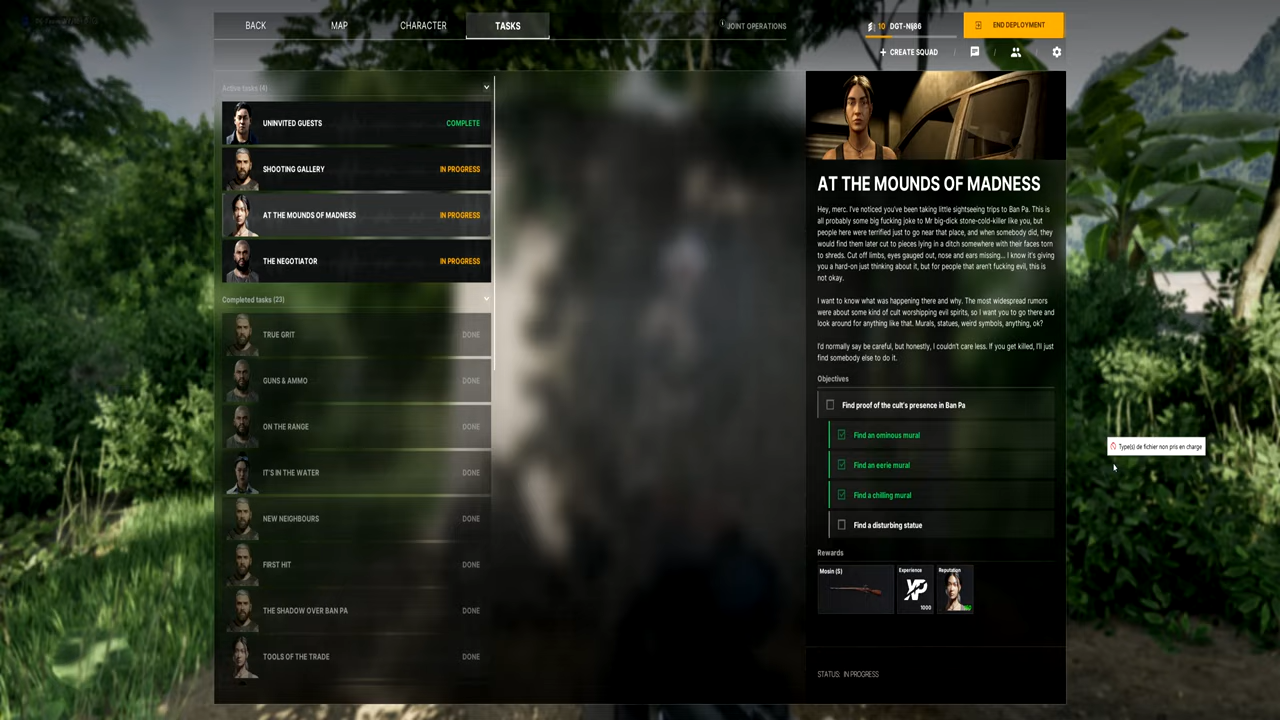 BACK
MAP
CHARACTER
TASKS
! JOINT OPERATIONS
10 DGT-Nij86
END DEPLOYMENT
+ CREATE SQUAD
Active tasks (4)
UNINVITED GUESTS
COMPLETE
SHOOTING GALLERY
IN PROGRESS
AT THE MOUNDS OF MADNESS
IN PROGRESS
THE NEGOTIATOR
IN PROGRESS
Completed tasks (23)
TRUE GRIT
DONE
GUNS & AMMO
DONE
ON THE RANGE
DONE
IT'S IN THE WATER
DONE
NEW NEIGHBOURS
DONE
FIRST HIT
DONE
THE SHADOW OVER BAN PA
DONE
TOOLS OF THE TRADE
DONE
AT THE MOUNDS OF MADNESS
Hey, merc. I've noticed you've been taking little sightseeing trips to Ban Pa. This is
all probably some big fucking joke to Mr big-dick stone-cold-killer like you, but
people here were terrified just to go near that place, and when somebody did, they
would find them later cut to pieces lying in a ditch somewhere with their faces torn
to shreds. Cut off limbs, eyes gouged out, nose and ears missing... I know it's giving
you a hard-on just thinking about it, but for people that aren't fucking evil, this is
not okay.
I want to know what was happening there and why. The most widespread rumors
were about some kind of cult worshipping evil spirits, so I want you to go there and
look around for anything like that. Murals, statues, weird symbols, anything, ok?
I'd normally say be careful, but honestly, I couldn't care less. If you get killed, I'll just
find somebody else to do it.
Objectives
Find proof of the cult's presence in Ban Pa
Find an ominous mural
Find an eerie mural
Find a chilling mural
Find a disturbing statue
Rewards
Mosin (S)
Experience
XP
1000
Reputation
STATUS: IN PROGRESS
Type(s) de fichier non pris en charge